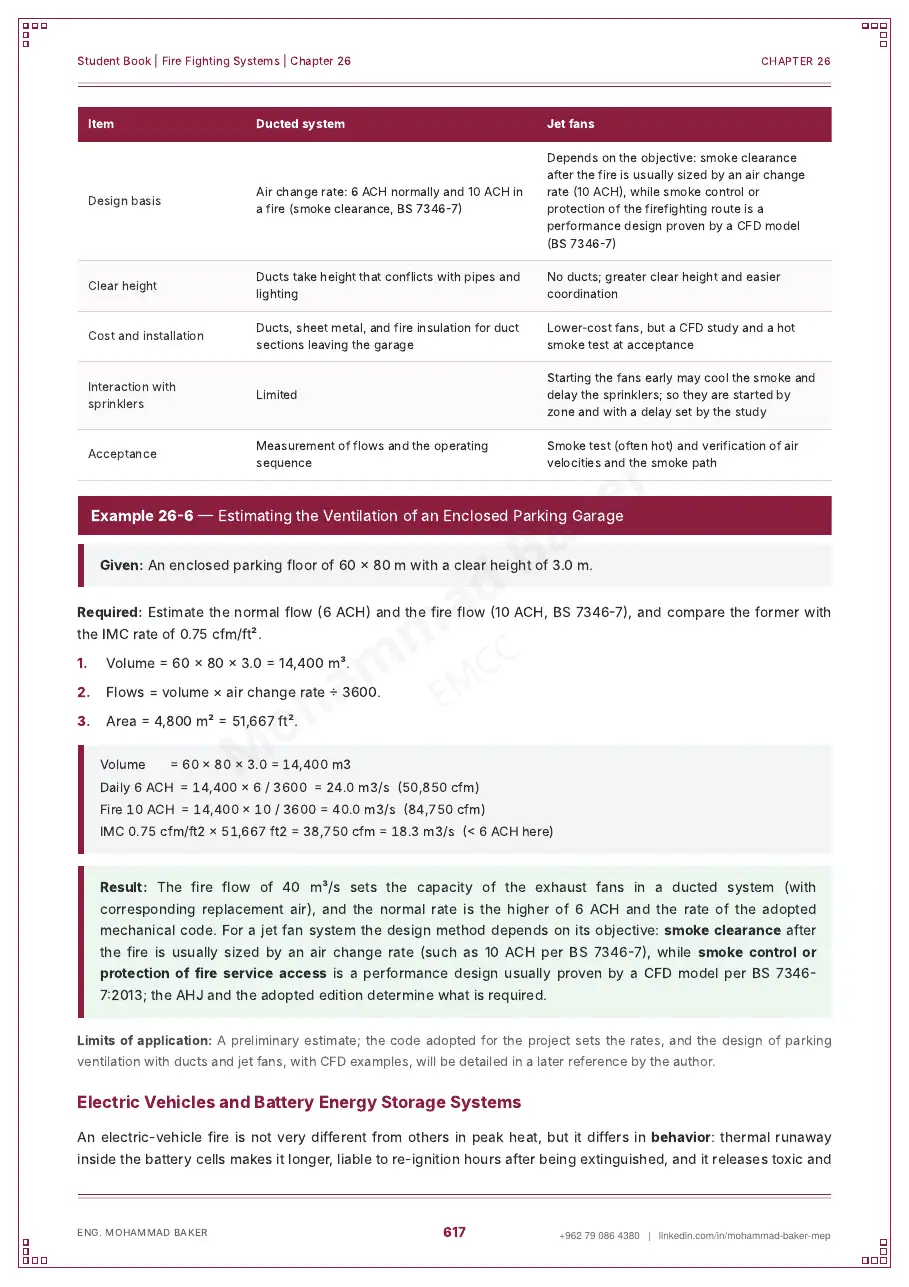 Student Book | Fire Fighting Systems | Chapter 26
CHAPTER 26
Item
Ducted system
Jet fans
Design basis
Air change rate: 6 ACH normally and 10 ACH in
a fire (smoke clearance, BS 7346-7)
Depends on the objective: smoke clearance
after the fire is usually sized by an air change
rate (10 ACH), while smoke control or
protection of the firefighting route is a
performance design proven by a CFD model
(BS 7346-7)
Clear height
Ducts take height that conflicts with pipes and
lighting
No ducts; greater clear height and easier
coordination
Cost and installation
Ducts, sheet metal, and fire insulation for duct
sections leaving the garage
Lower-cost fans, but a CFD study and a hot
smoke test at acceptance
Interaction with
sprinklers
Limited
Starting the fans early may cool the smoke and
delay the sprinklers; so they are started by
zone and with a delay set by the study
Acceptance
Measurement of flows and the operating
sequence
Smoke test (often hot) and verification of air
velocities and the smoke path
Example 26-6 — Estimating the Ventilation of an Enclosed Parking Garage
Given: An enclosed parking floor of 60 × 80 m with a clear height of 3.0 m.
Required: Estimate the normal flow (6 ACH) and the fire flow (10 ACH, BS 7346-7), and compare the former with
the IMC rate of 0.75 cfm/ft².
1. Volume = 60 × 80 × 3.0 = 14,400 m³.
2. Flows = volume × air change rate ÷ 3600.
3. Area = 4,800 m² = 51,667 ft².
Volume = 60 × 80 × 3.0 = 14,400 m3
Daily 6 ACH = 14,400 × 6 / 3600 = 24.0 m3/s (50,850 cfm)
Fire 10 ACH = 14,400 × 10 / 3600 = 40.0 m3/s (84,750 cfm)
IMC 0.75 cfm/ft2 × 51,667 ft2 = 38,750 cfm = 18.3 m3/s (< 6 ACH here)
Result: The fire flow of 40 m³/s sets the capacity of the exhaust fans in a ducted system (with
corresponding replacement air), and the normal rate is the higher of 6 ACH and the rate of the adopted
mechanical code. For a jet fan system the design method depends on its objective: smoke clearance after
the fire is usually sized by an air change rate (such as 10 ACH per BS 7346-7), while smoke control or
protection of fire service access is a performance design usually proven by a CFD model per BS 7346-
7:2013; the AHJ and the adopted edition determine what is required.
Limits of application: A preliminary estimate; the code adopted for the project sets the rates, and the design of parking
ventilation with ducts and jet fans, with CFD examples, will be detailed in a later reference by the author.
Electric Vehicles and Battery Energy Storage Systems
An electric-vehicle fire is not very different from others in peak heat, but it differs in behavior: thermal runaway
inside the battery cells makes it longer, liable to re-ignition hours after being extinguished, and it releases toxic and
Mohammad Baker
EMCC
ENG. MOHAMMAD BAKER
617
+962 79 086 4380 | linkedin.com/in/mohammad-baker-mep